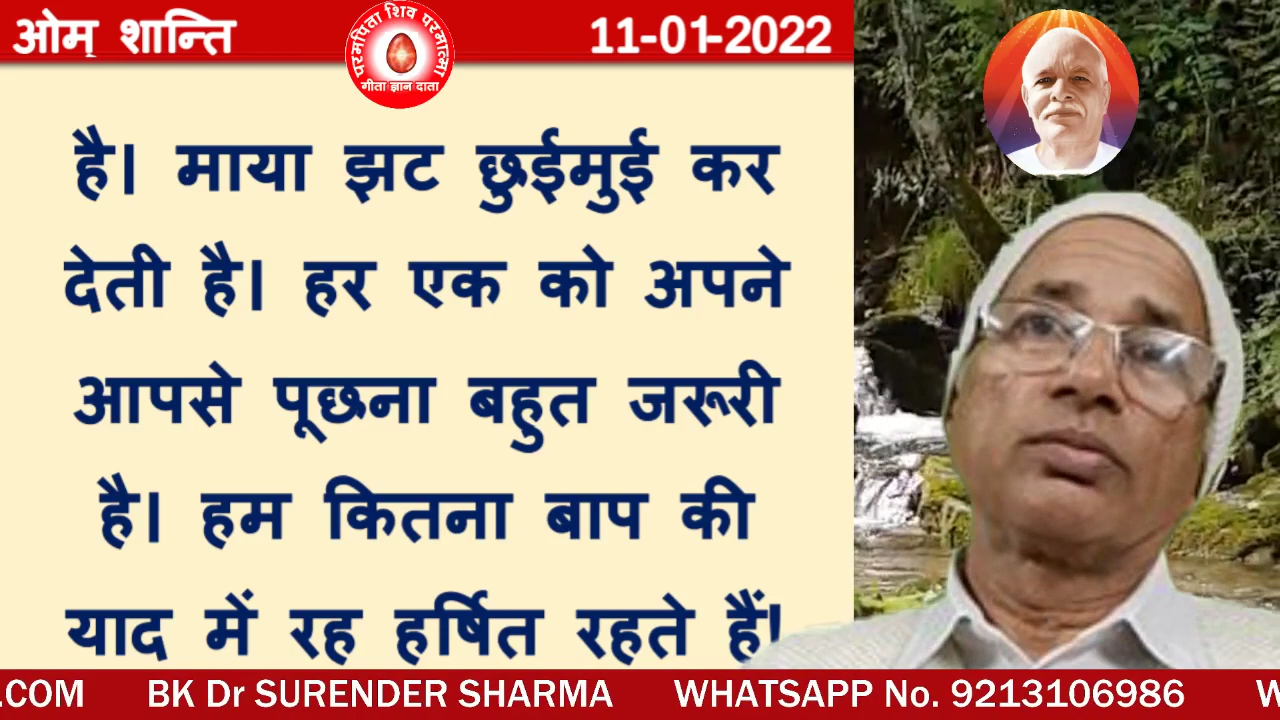 ओम् शान्ति
परमपिता शिव परमात्मा
गीता ज्ञान दाता
11-01-2022
है। माया झट छुईमुई कर
देती है। हर एक को अपने
आपसे पूछना बहुत जरूरी
है। हम कितना बाप की
याद में रह हर्षित रहते हैं!
.COM BK Dr SURENDER SHARMA WHATSAPP No. 9213106986 W